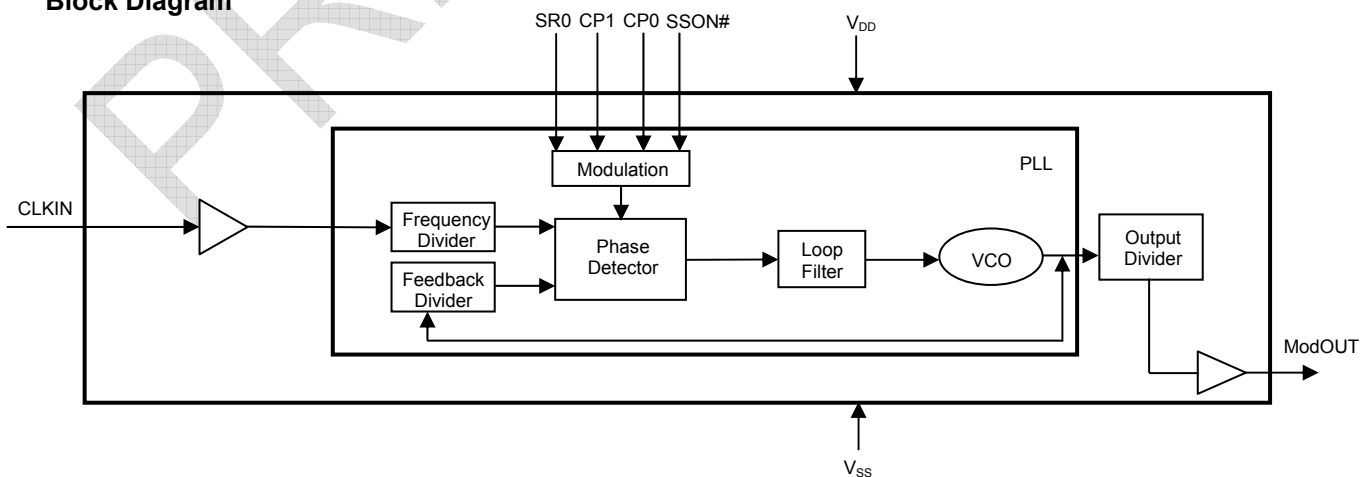 Block Diagram
SR0 CP1 CP0 SSON#
VDD
Modulation
PLL
CLKIN
Frequency
Divider
Phase
Detector
Loop
Filter
VCO
Output
Divider
Feedback
Divider
ModOUT
VSS